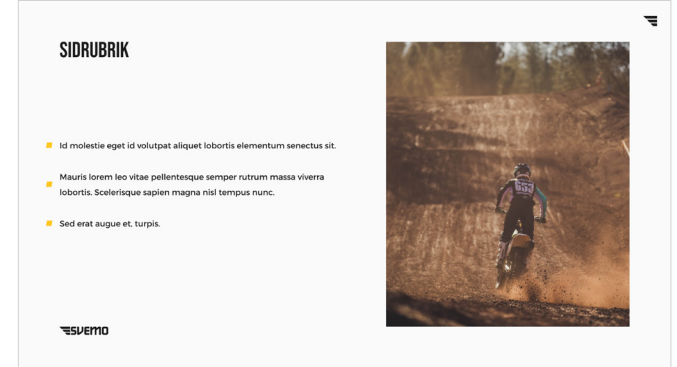 SIDRUBRIK
Id molestie eget id volutpat aliquet lobortis elementum senectus sit.
Mauris lorem leo vitae pellentesque semper rutrum massa viverra
lobortis. Scelerisque sapien magna nisl tempus nunc.
Sed erat augue et, turpis.
SVEMO